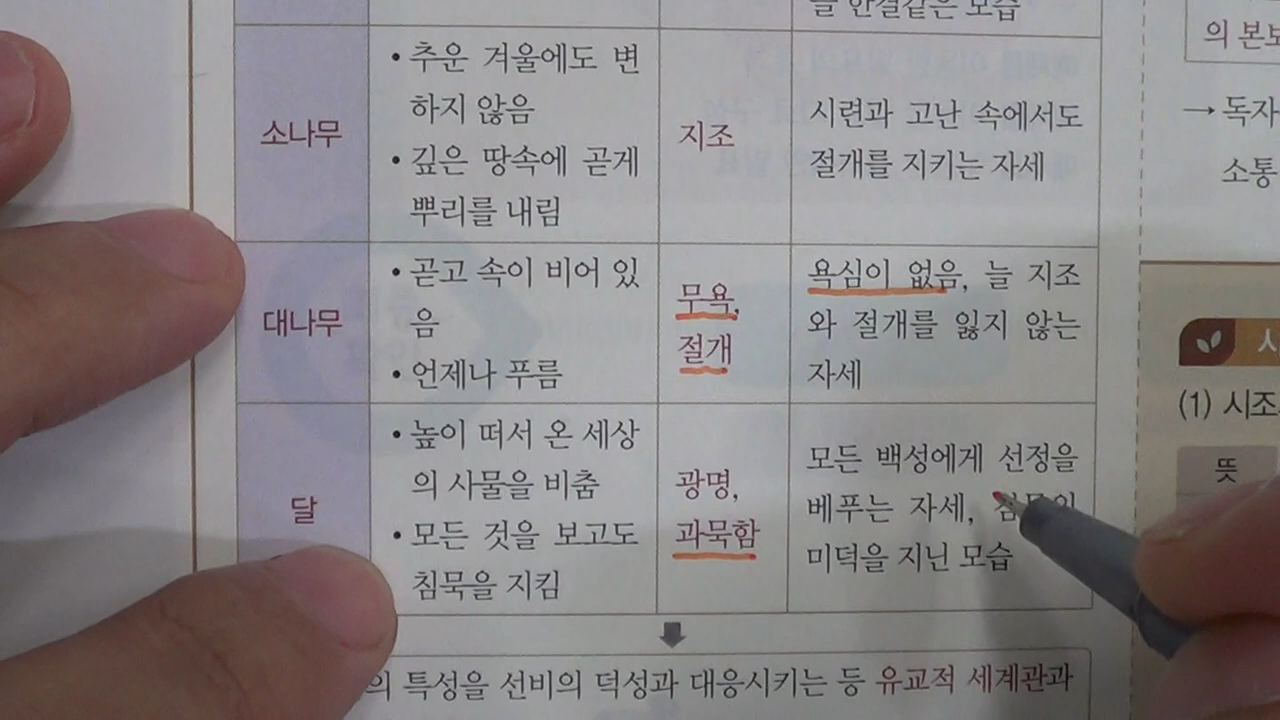 을 한결같은 모습
소나무
• 추운 겨울에도 변
하지 않음
• 깊은 땅속에 곧게
뿌리를 내림
지조
시련과 고난 속에서도
절개를 지키는 자세
대나무
• 곧고 속이 비어 있
음
• 언제나 푸름
무욕,
절개
욕심이 없음, 늘 지조
와 절개를 잃지 않는
자세
달
• 높이 떠서 온 세상
의 사물을 비춤
• 모든 것을 보고도
침묵을 지킴
광명,
과묵함
모든 백성에게 선정을
베푸는 자세,
미덕을 지닌 모습
의 특성을 선비의 덕성과 대응시키는 등 유교적 세계관과
의 본보
→ 독자
소통
(1) 시조
뜻